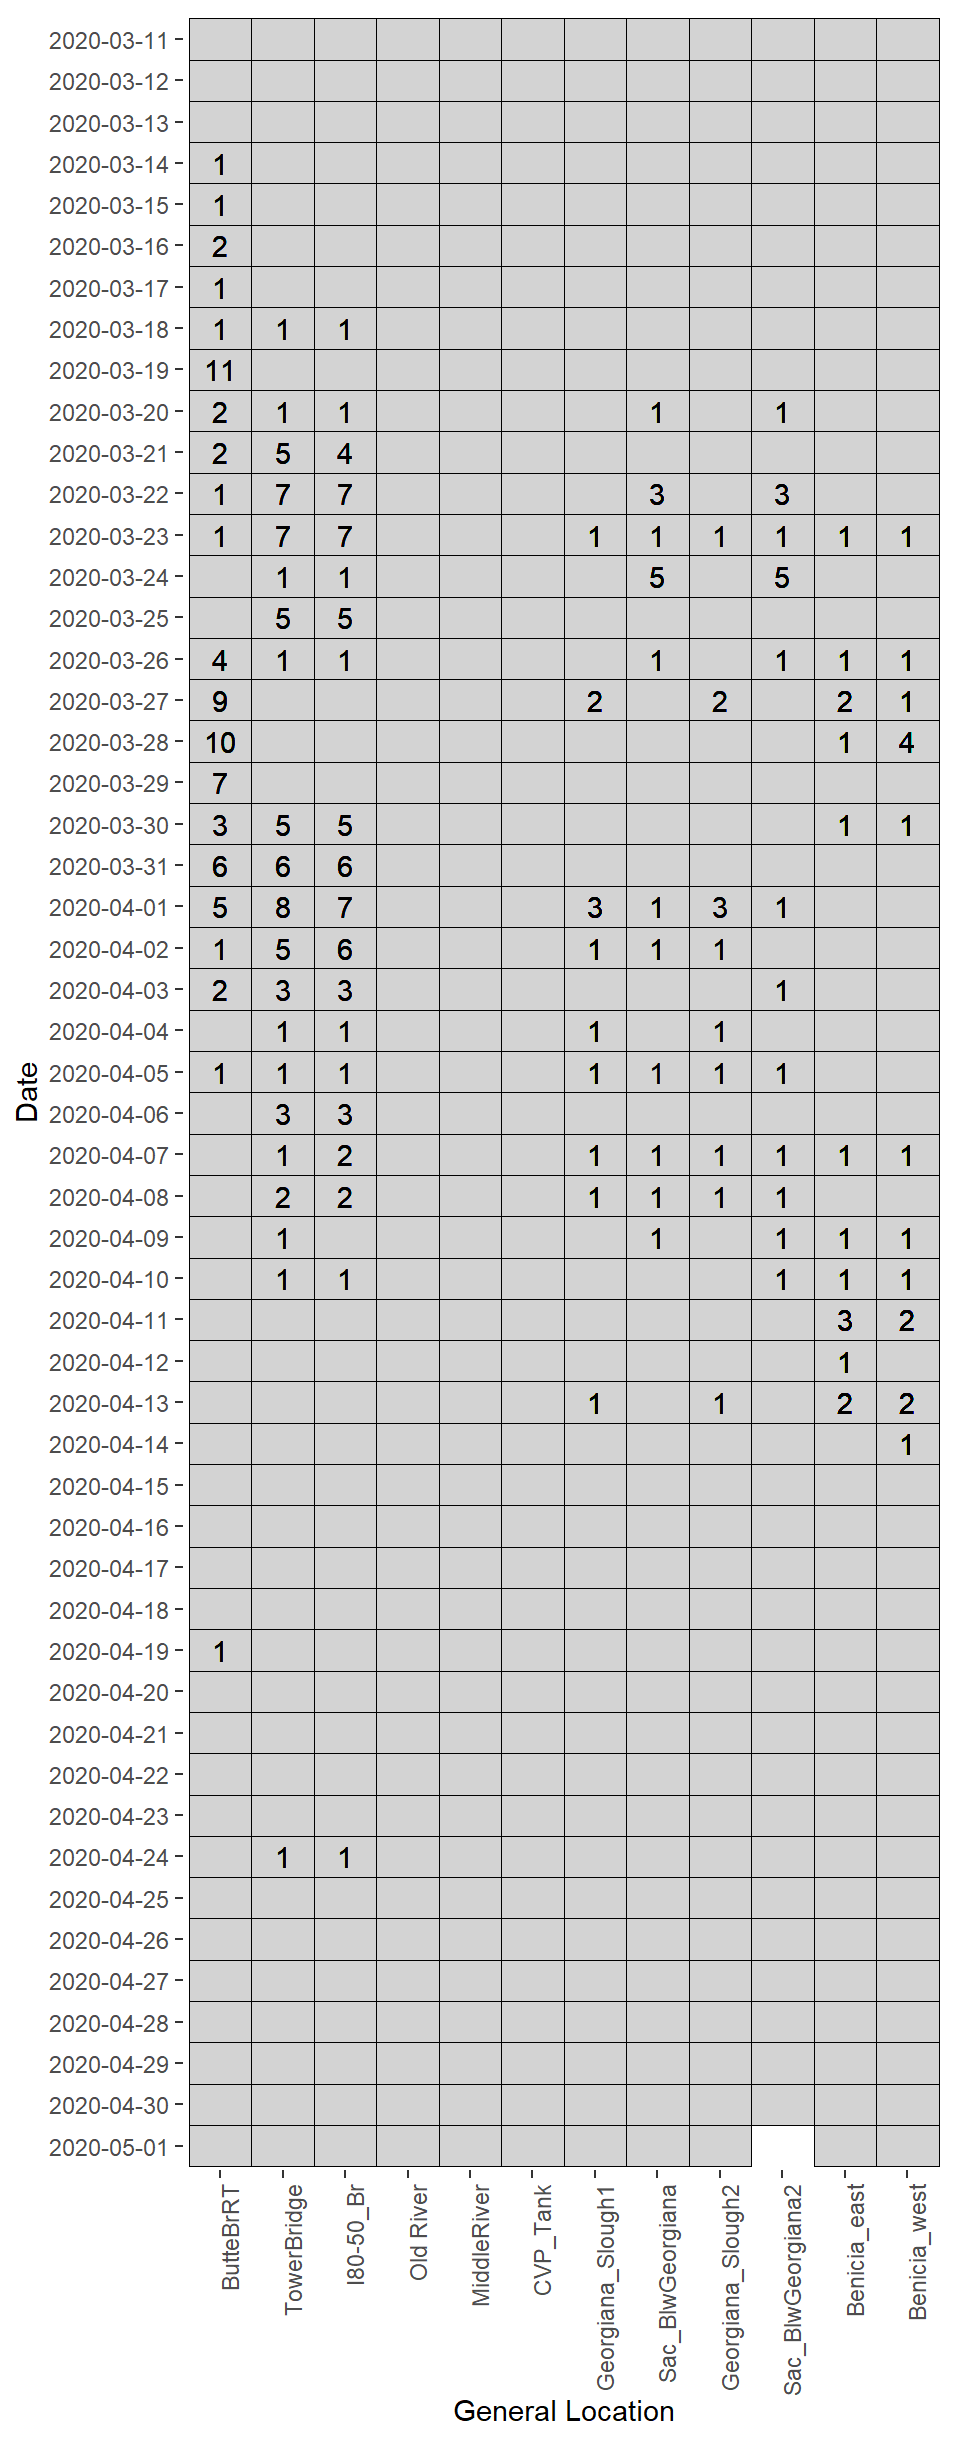 2020-03-11
2020-03-12
2020-03-13
2020-03-14 1
2020-03-15 1
2020-03-16 2
2020-03-17 1
2020-03-18 1 1 1
2020-03-19 11
2020-03-20 2 1 1 1 1
2020-03-21 2 5 4
2020-03-22 1 7 7 3 3
2020-03-23 1 7 7 1 1 1 1 1 1
2020-03-24 1 1 5 5
2020-03-25 5 5
2020-03-26 4 1 1 1 1 1 1
2020-03-27 9 2 2 2 1
2020-03-28 10 1 4
2020-03-29 7
2020-03-30 3 5 5 1 1
2020-03-31 6 6 6
2020-04-01 5 8 7 3 1 3 1
2020-04-02 1 5 6 1 1 1
2020-04-03 2 3 3 1
2020-04-04 1 1 1 1
2020-04-05 1 1 1 1 1 1 1
2020-04-06 3 3
2020-04-07 1 2 1 1 1 1 1 1
2020-04-08 2 2 1 1 1 1
2020-04-09 1 1 1 1 1
2020-04-10 1 1 1 1 1
2020-04-11 3 2
2020-04-12 1
2020-04-13 1 1 2 2
2020-04-14 1
2020-04-15
2020-04-16
2020-04-17
2020-04-18
2020-04-19 1
2020-04-20
2020-04-21
2020-04-22
2020-04-23
2020-04-24 1 1
2020-04-25
2020-04-26
2020-04-27
2020-04-28
2020-04-29
2020-04-30
2020-05-01
Date
ButteBrRT
TowerBridge
I80-50_Br
Old River
MiddleRiver
CVP_Tank
Georgiana_Slough1
Sac_BlwGeorgiana
Georgiana_Slough2
Sac_BlwGeorgiana2
Benicia_east
Benicia_west
General Location